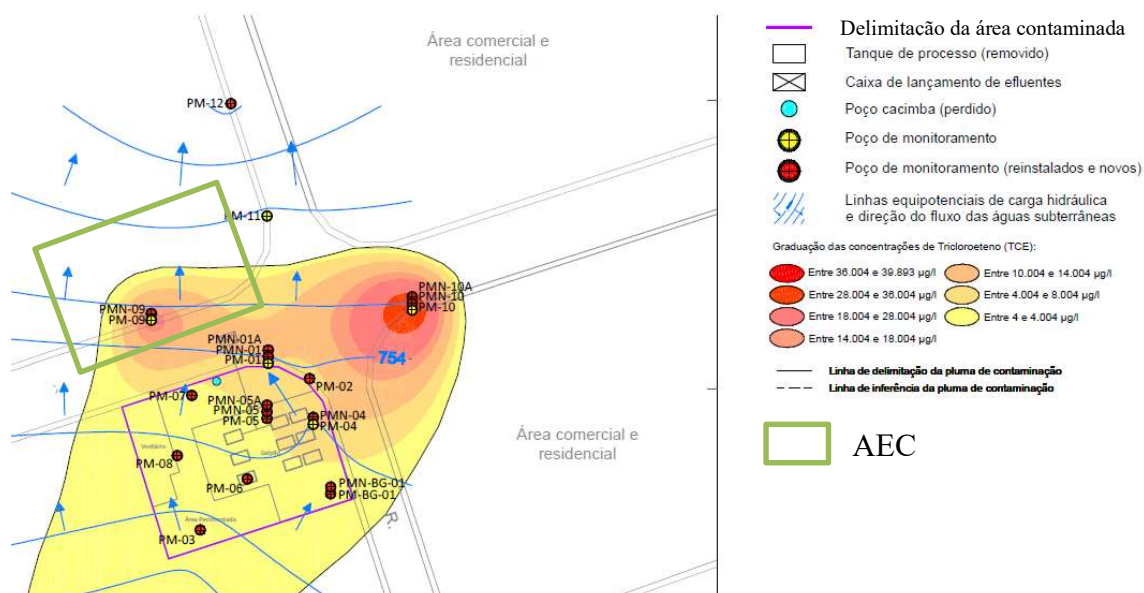 Área comercial e
residencial
PM-12
PM-11
PMN-09
PM-09
PMN-10A
PMN-10
PM-10
PMN-01A
PMN-01
PM-01
754
PM-02
PM-07
PMN-05A
PMN-05
PM-05
PMN-04
PM-04
PM-08
PM-06
PMN-BG-01
PM-BG-01
Área Pavimentada
PM-03
R.
Área comercial e
residencial
Delimitacão da área contaminada
Tanque de processo (removido)
Caixa de lançamento de efluentes
Poço cacimba (perdido)
Poço de monitoramento
Poço de monitoramento (reinstalados e novos)
Linhas equipotenciais de carga hidráulica
e direção do fluxo das águas subterrâneas
Graduação das concentrações de Tricloroeteno (TCE):
Entre 36.004 e 39.893 µg/l
Entre 10.004 e 14.004 µg/l
Entre 28.004 e 36.004 µg/l
Entre 4.004 e 8.004 µg/l
Entre 18.004 e 28.004 µg/l
Entre 4 e 4.004 µg/l
Entre 14.004 e 18.004 µg/l
Linha de delimitação da pluma de contaminação
Linha de inferência da pluma de contaminação
AEC